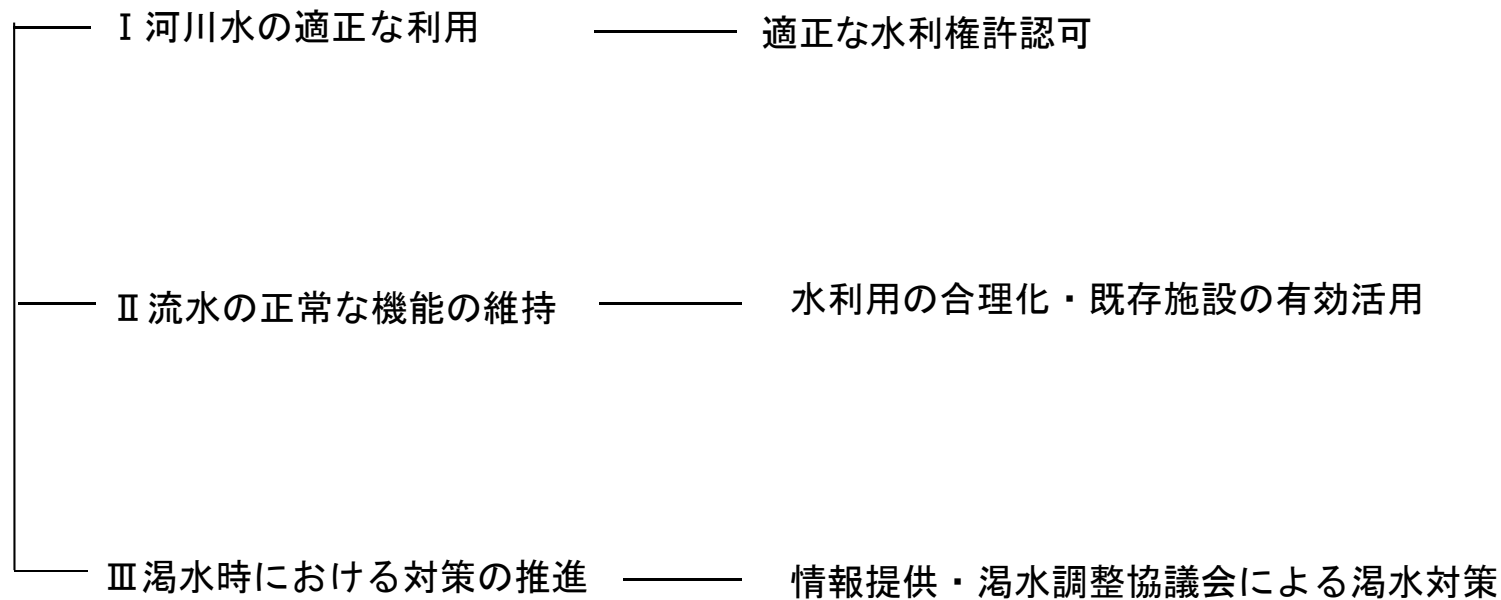 Ⅰ河川水の適正な利用
適正な水利権許認可
Ⅱ流水の正常な機能の維持
水利用の合理化・既存施設の有効活用
Ⅲ渇水時における対策の推進
情報提供・渇水調整協議会による渇水対策